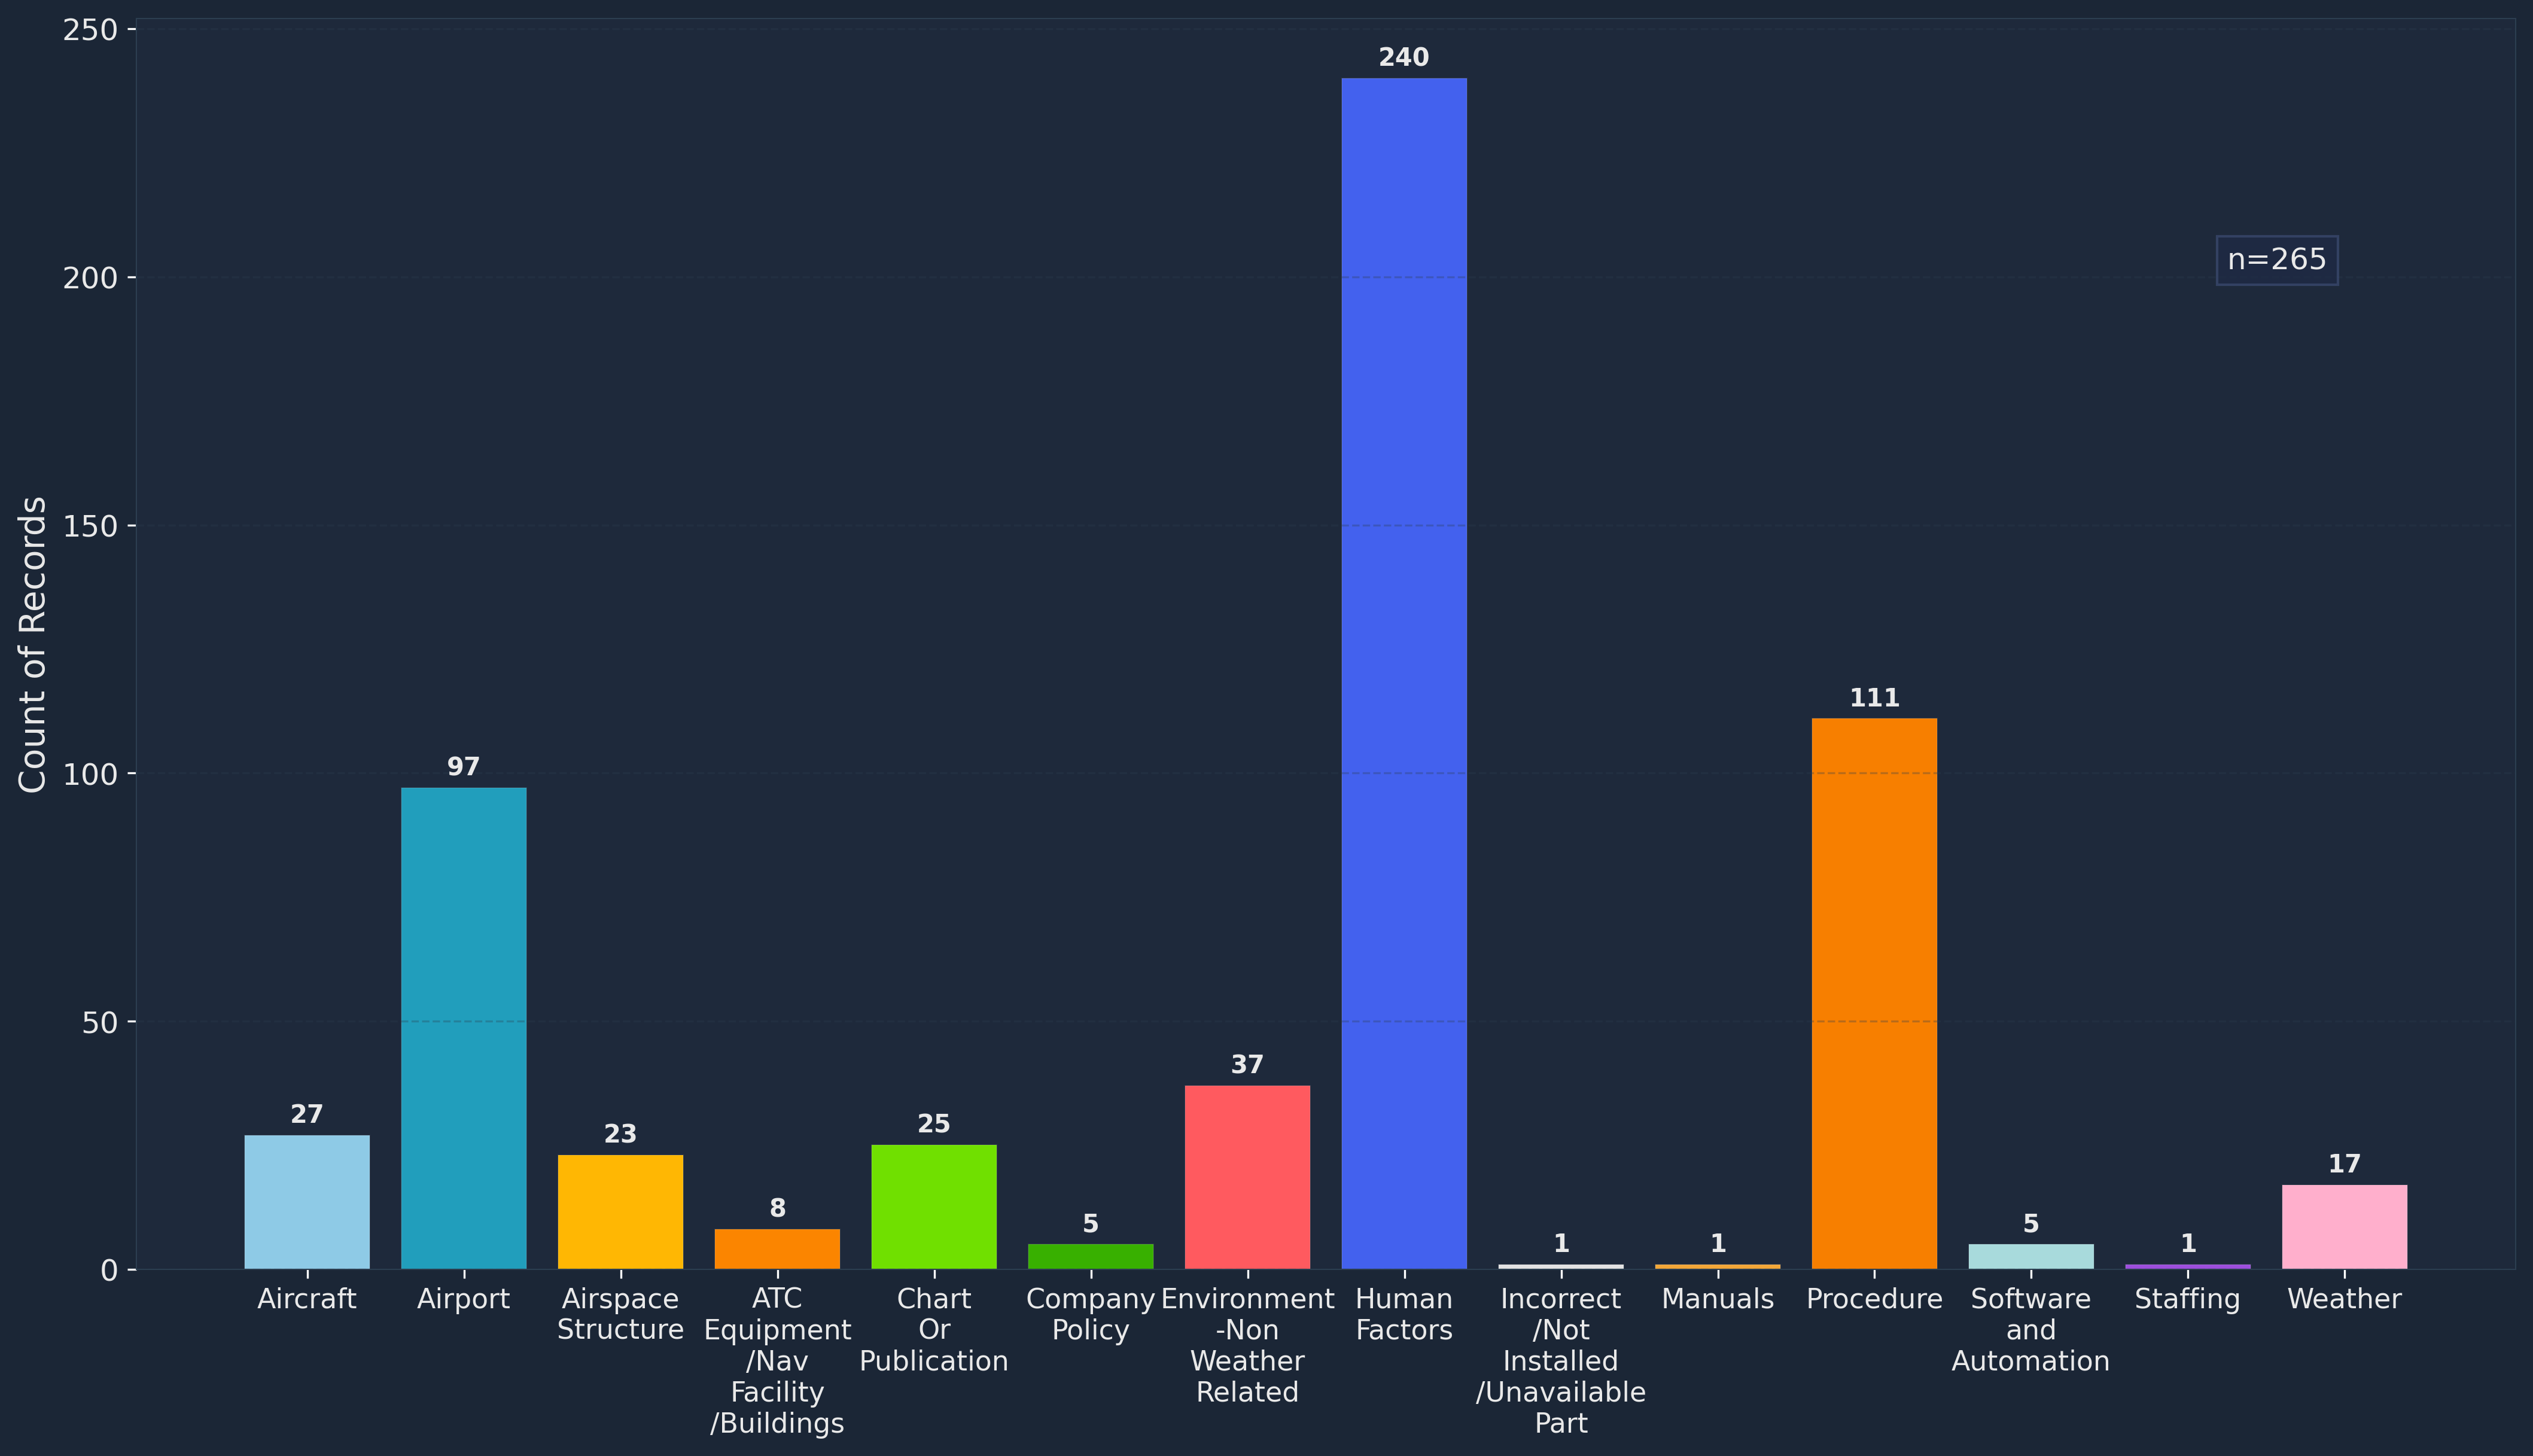 Count of Records
250
200
150
100
50
0
27
97
23
8
25
5
37
240
1
1
111
5
1
17
n=265
Aircraft
Airport
Airspace
Structure
ATC
Equipment
/Nav
Facility
/Buildings
Chart
Or
Publication
Company
Policy
Environment
-Non
Weather
Related
Human
Factors
Incorrect
/Not
Installed
/Unavailable
Part
Manuals
Procedure
Software
and
Automation
Staffing
Weather